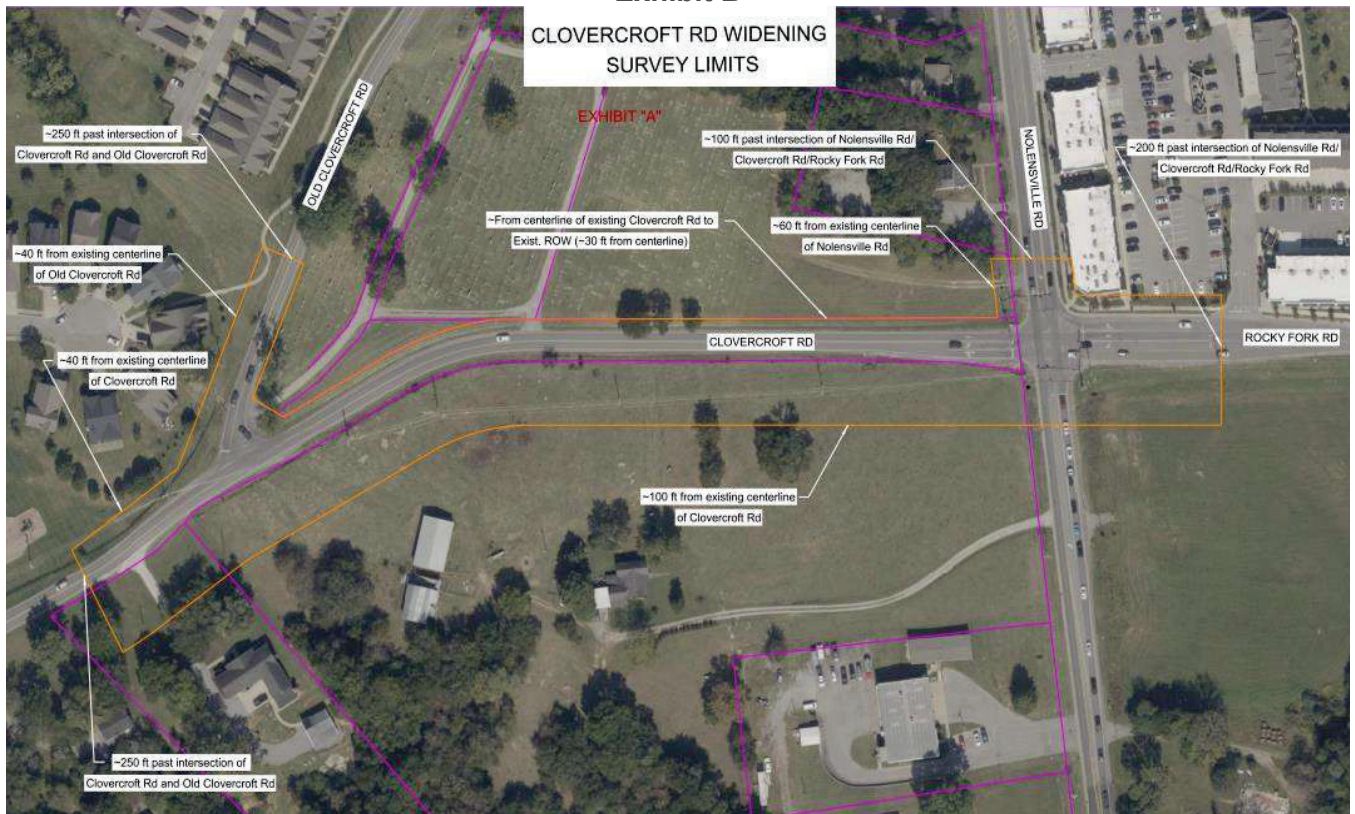 CLOVERCROFT RD WIDENING
SURVEY LIMITS
EXHIBIT "A"
~250 ft past intersection of
Clovercroft Rd and Old Clovercroft Rd
OLD CLOVERCROFT RD
~100 ft past intersection of Nolensville Rd/
Clovercroft Rd/Rocky Fork Rd
NOLENSVILLE RD
~200 ft past intersection of Nolensville Rd/
Clovercroft Rd/Rocky Fork Rd
~From centerline of existing Clovercroft Rd to
Exist. ROW (~30 ft from centerline)
~60 ft from existing centerline
of Nolensville Rd
~40 ft from existing centerline
of Old Clovercroft Rd
CLOVERCROFT RD
ROCKY FORK RD
~40 ft from existing centerline
of Clovercroft Rd
~100 ft from existing centerline
of Clovercroft Rd
~250 ft past intersection of
Clovercroft Rd and Old Clovercroft Rd